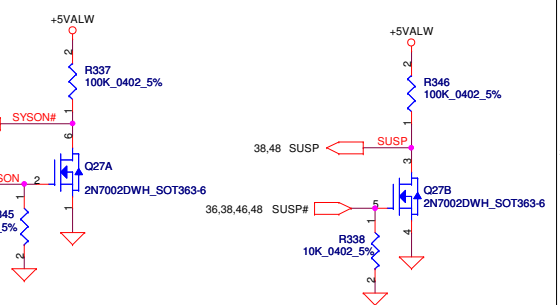 +5VALW
2
R337
100K_0402_5%
1
SYSON#
6
Q27A
2
2N7002DWH_SOT363-6
1
1
5%
2
+5VALW
2
R346
100K_0402_5%
1
38,48 SUSP
SUSP
3
Q27B
2N7002DWH_SOT363-6
36,38,46,48 SUSP#
5
4
1
R338
10K_0402_5%
2